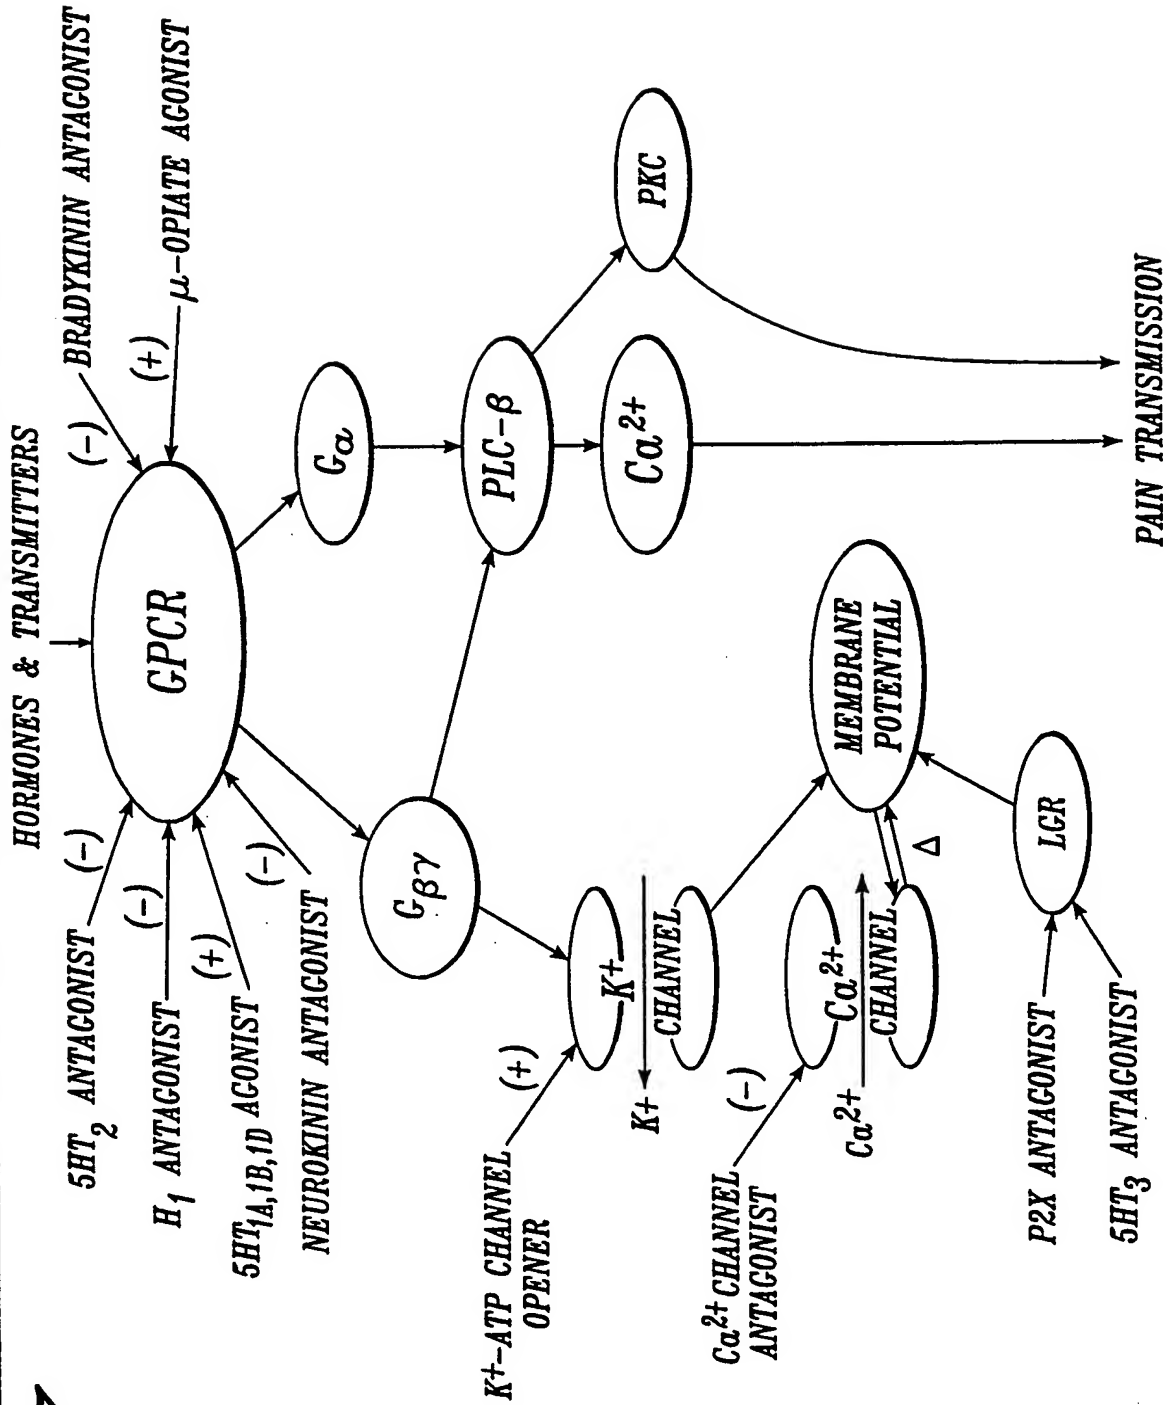 HORMONES & TRANSMITTERS
5HT2 ANTAGONIST
(-)
H1 ANTAGONIST
(-)
5HT1A,1B,1D AGONIST
(+)
NEUROKININ ANTAGONIST
(-)
BRADYKININ ANTAGONIST
(-)
μ-OPIATE AGONIST
(+)
GPCR
Gα
Gβγ
PLC-β
PKC
Ca2+
K+-ATP CHANNEL
OPENER
(+)
K+
CHANNEL
K+
Ca2+ CHANNEL
ANTAGONIST
(-)
Ca2+
CHANNEL
Ca2+
Δ
MEMBRANE
POTENTIAL
LGR
P2X ANTAGONIST
5HT3 ANTAGONIST
PAIN TRANSMISSION